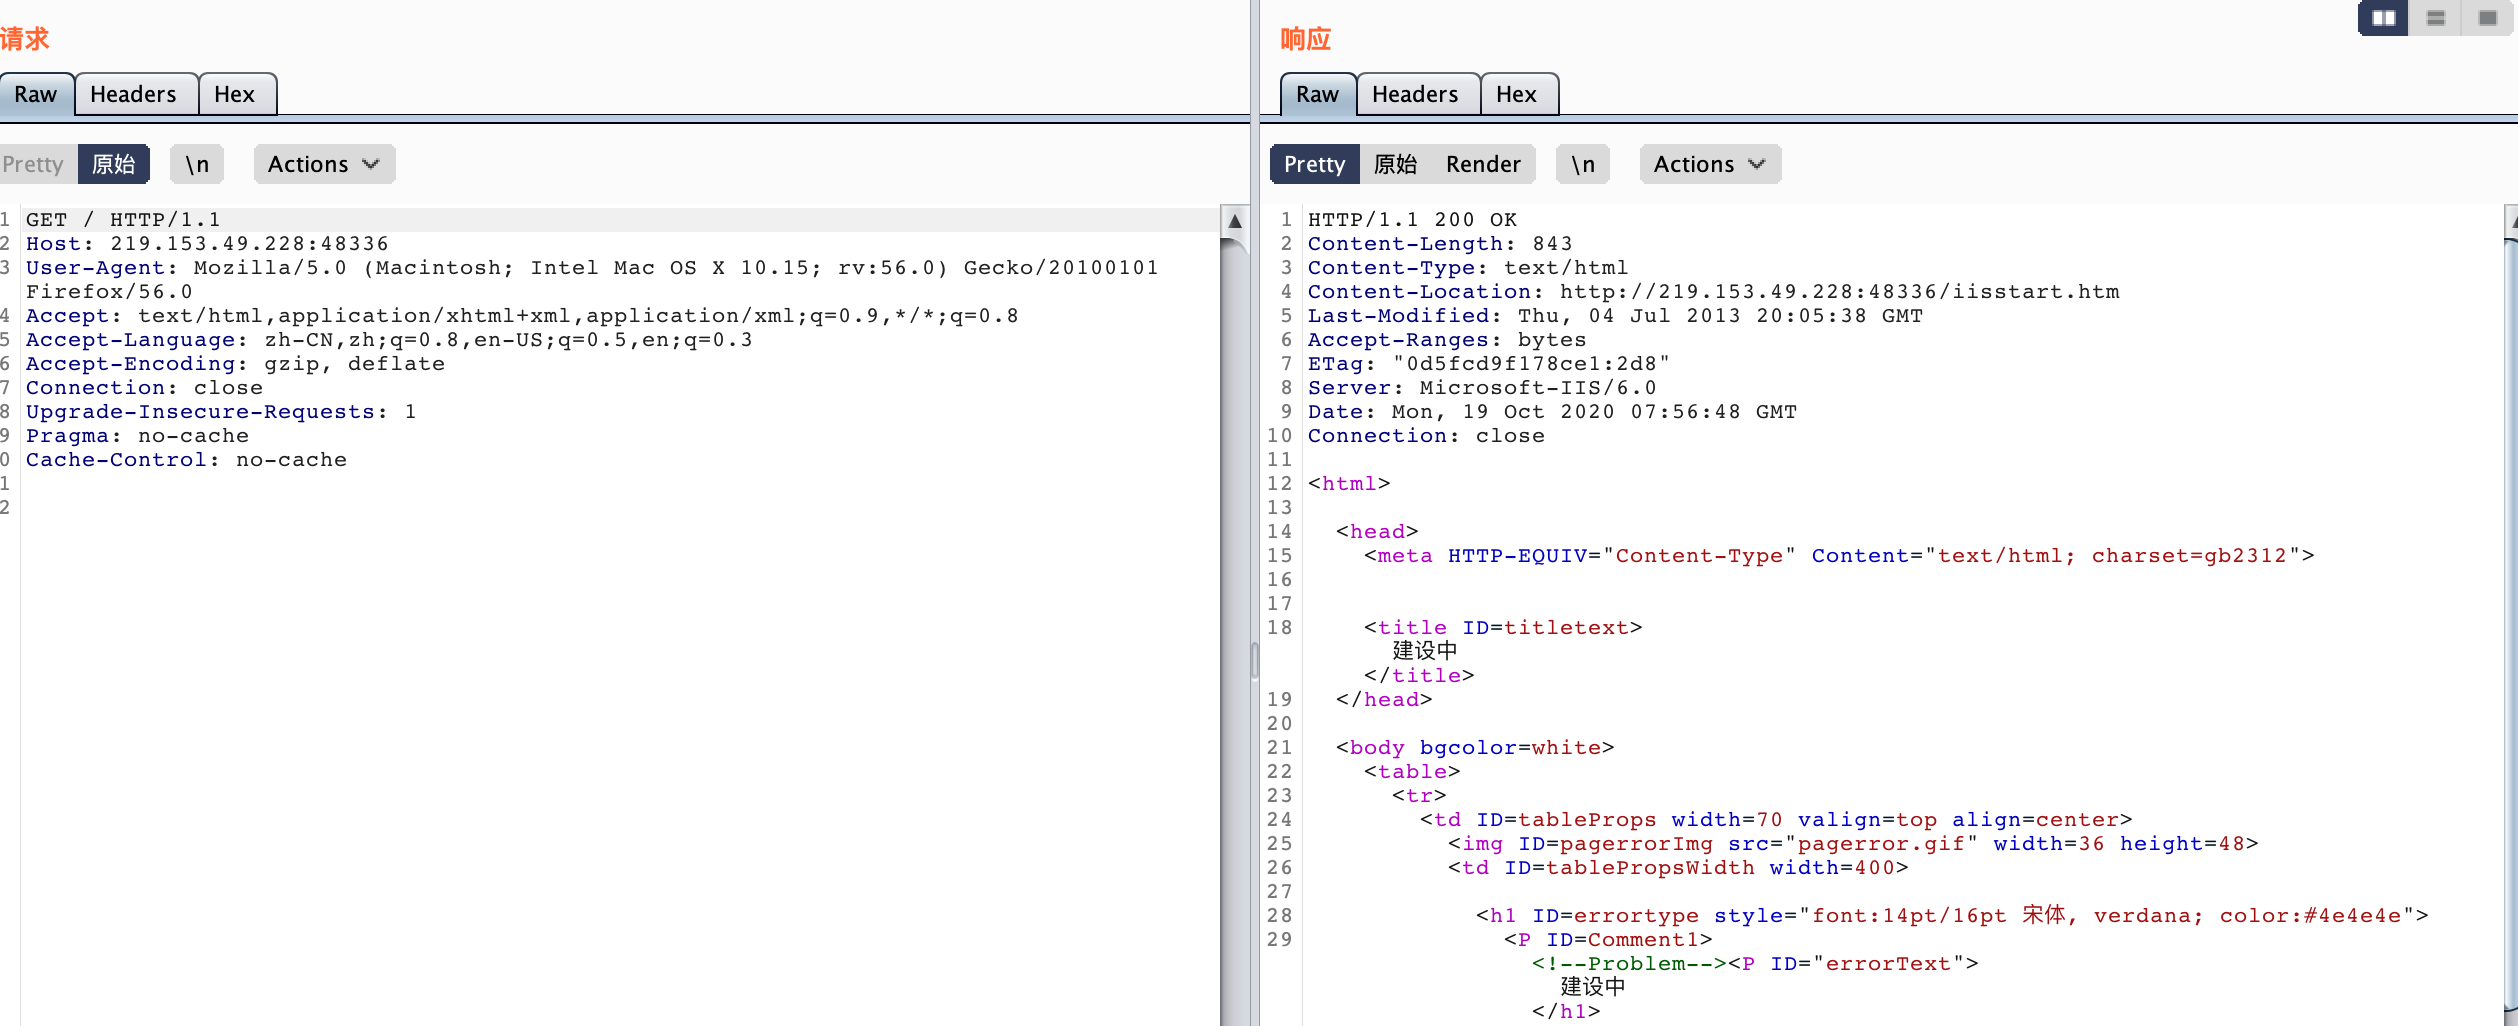 请求
Raw Headers Hex
Pretty 原始 \n Actions
1 GET / HTTP/1.1
2 Host: 219.153.49.228:48336
3 User-Agent: Mozilla/5.0 (Macintosh; Intel Mac OS X 10.15; rv:56.0) Gecko/20100101
Firefox/56.0
4 Accept: text/html,application/xhtml+xml,application/xml;q=0.9,*/*;q=0.8
5 Accept-Language: zh-CN,zh;q=0.8,en-US;q=0.5,en;q=0.3
6 Accept-Encoding: gzip, deflate
7 Connection: close
8 Upgrade-Insecure-Requests: 1
9 Pragma: no-cache
0 Cache-Control: no-cache
1
2
响应
Raw Headers Hex
Pretty 原始 Render \n Actions
1 HTTP/1.1 200 OK
2 Content-Length: 843
3 Content-Type: text/html
4 Content-Location: http://219.153.49.228:48336/iisstart.htm
5 Last-Modified: Thu, 04 Jul 2013 20:05:38 GMT
6 Accept-Ranges: bytes
7 ETag: "0d5fcd9f178ce1:2d8"
8 Server: Microsoft-IIS/6.0
9 Date: Mon, 19 Oct 2020 07:56:48 GMT
10 Connection: close
11
12 <html>
13
14 <head>
15 <meta HTTP-EQUIV="Content-Type" Content="text/html; charset=gb2312">
16
17
18 <title ID=titletext>
建设中
</title>
19 </head>
20
21 <body bgcolor=white>
22 <table>
23 <tr>
24 <td ID=tableProps width=70 valign=top align=center>
25 <img ID=pagerrorImg src="pagerror.gif" width=36 height=48>
26 <td ID=tablePropsWidth width=400>
27
28 <h1 ID=errortype style="font:14pt/16pt 宋体, verdana; color:#4e4e4e">
29 <P ID=Comment1>
<!--Problem--><P ID="errorText">
建设中
</h1>